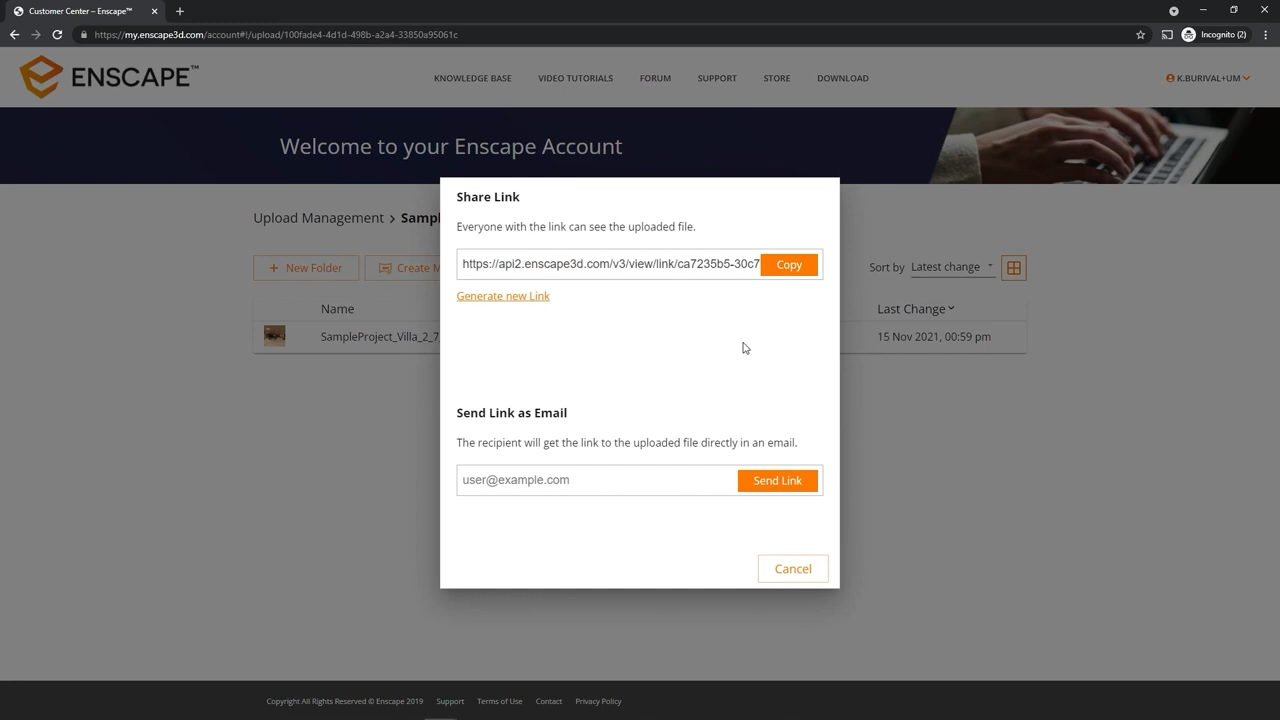 Customer Center – Enscape™
https://my.enscape3d.com/account#!/upload/100fade4-4d1d-498b-a2a4-33850a95061c
Incognito (2)
ENSCAPE™
KNOWLEDGE BASE
VIDEO TUTORIALS
FORUM
SUPPORT
STORE
DOWNLOAD
K.BURIVAL+UM
Welcome to your Enscape Account
Share Link
Everyone with the link can see the uploaded file.
https://api2.enscape3d.com/v3/view/link/ca7235b5-30c7
Copy
Generate new Link
Upload Management > Sampl
+ New Folder
Create M
Sort by Latest change
Name
Last Change
SampleProject_Villa_2_7
15 Nov 2021, 00:59 pm
Send Link as Email
The recipient will get the link to the uploaded file directly in an email.
user@example.com
Send Link
Cancel
Copyright All Rights Reserved © Enscape 2019
Support
Terms of Use
Contact
Privacy Policy